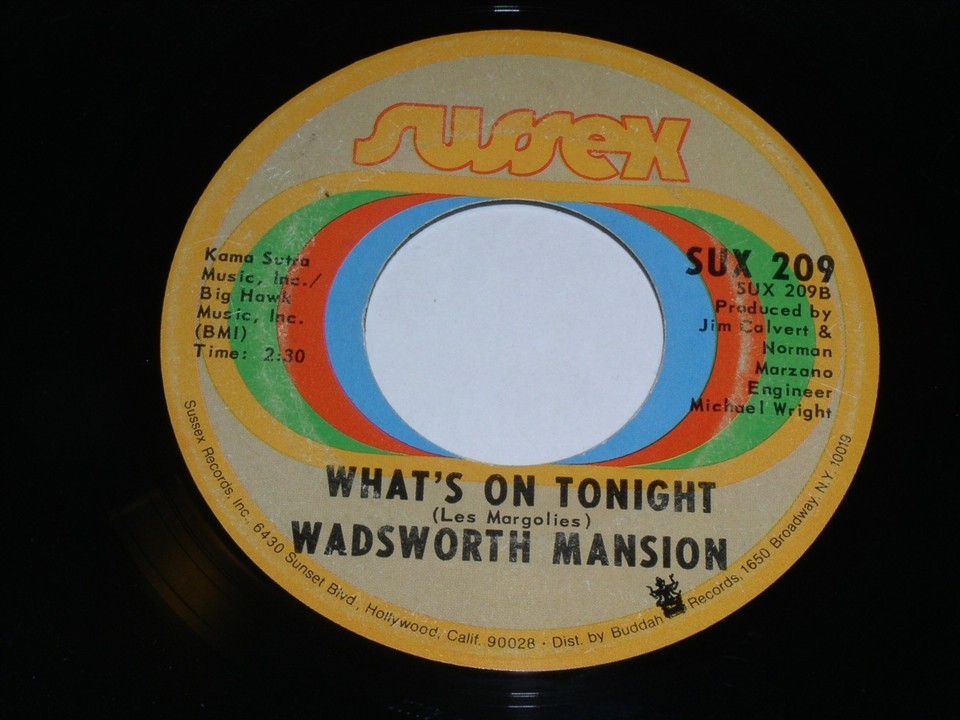 sussex
Kama Sutra
Music, Inc./
Big Hawk
Music, Inc.
(BMI)
Time: 2:30
SUX 209
SUX 209B
Produced by
Jim Calvert &
Norman
Marzano
Engineer
Michael Wright
WHAT'S ON TONIGHT
(Les Margolies)
WADSWORTH MANSION
Sussex Records, Inc., 6430 Sunset Blvd., Hollywood, Calif. 90028 · Dist. by Buddah Records, 1650 Broadway, N.Y. 10019